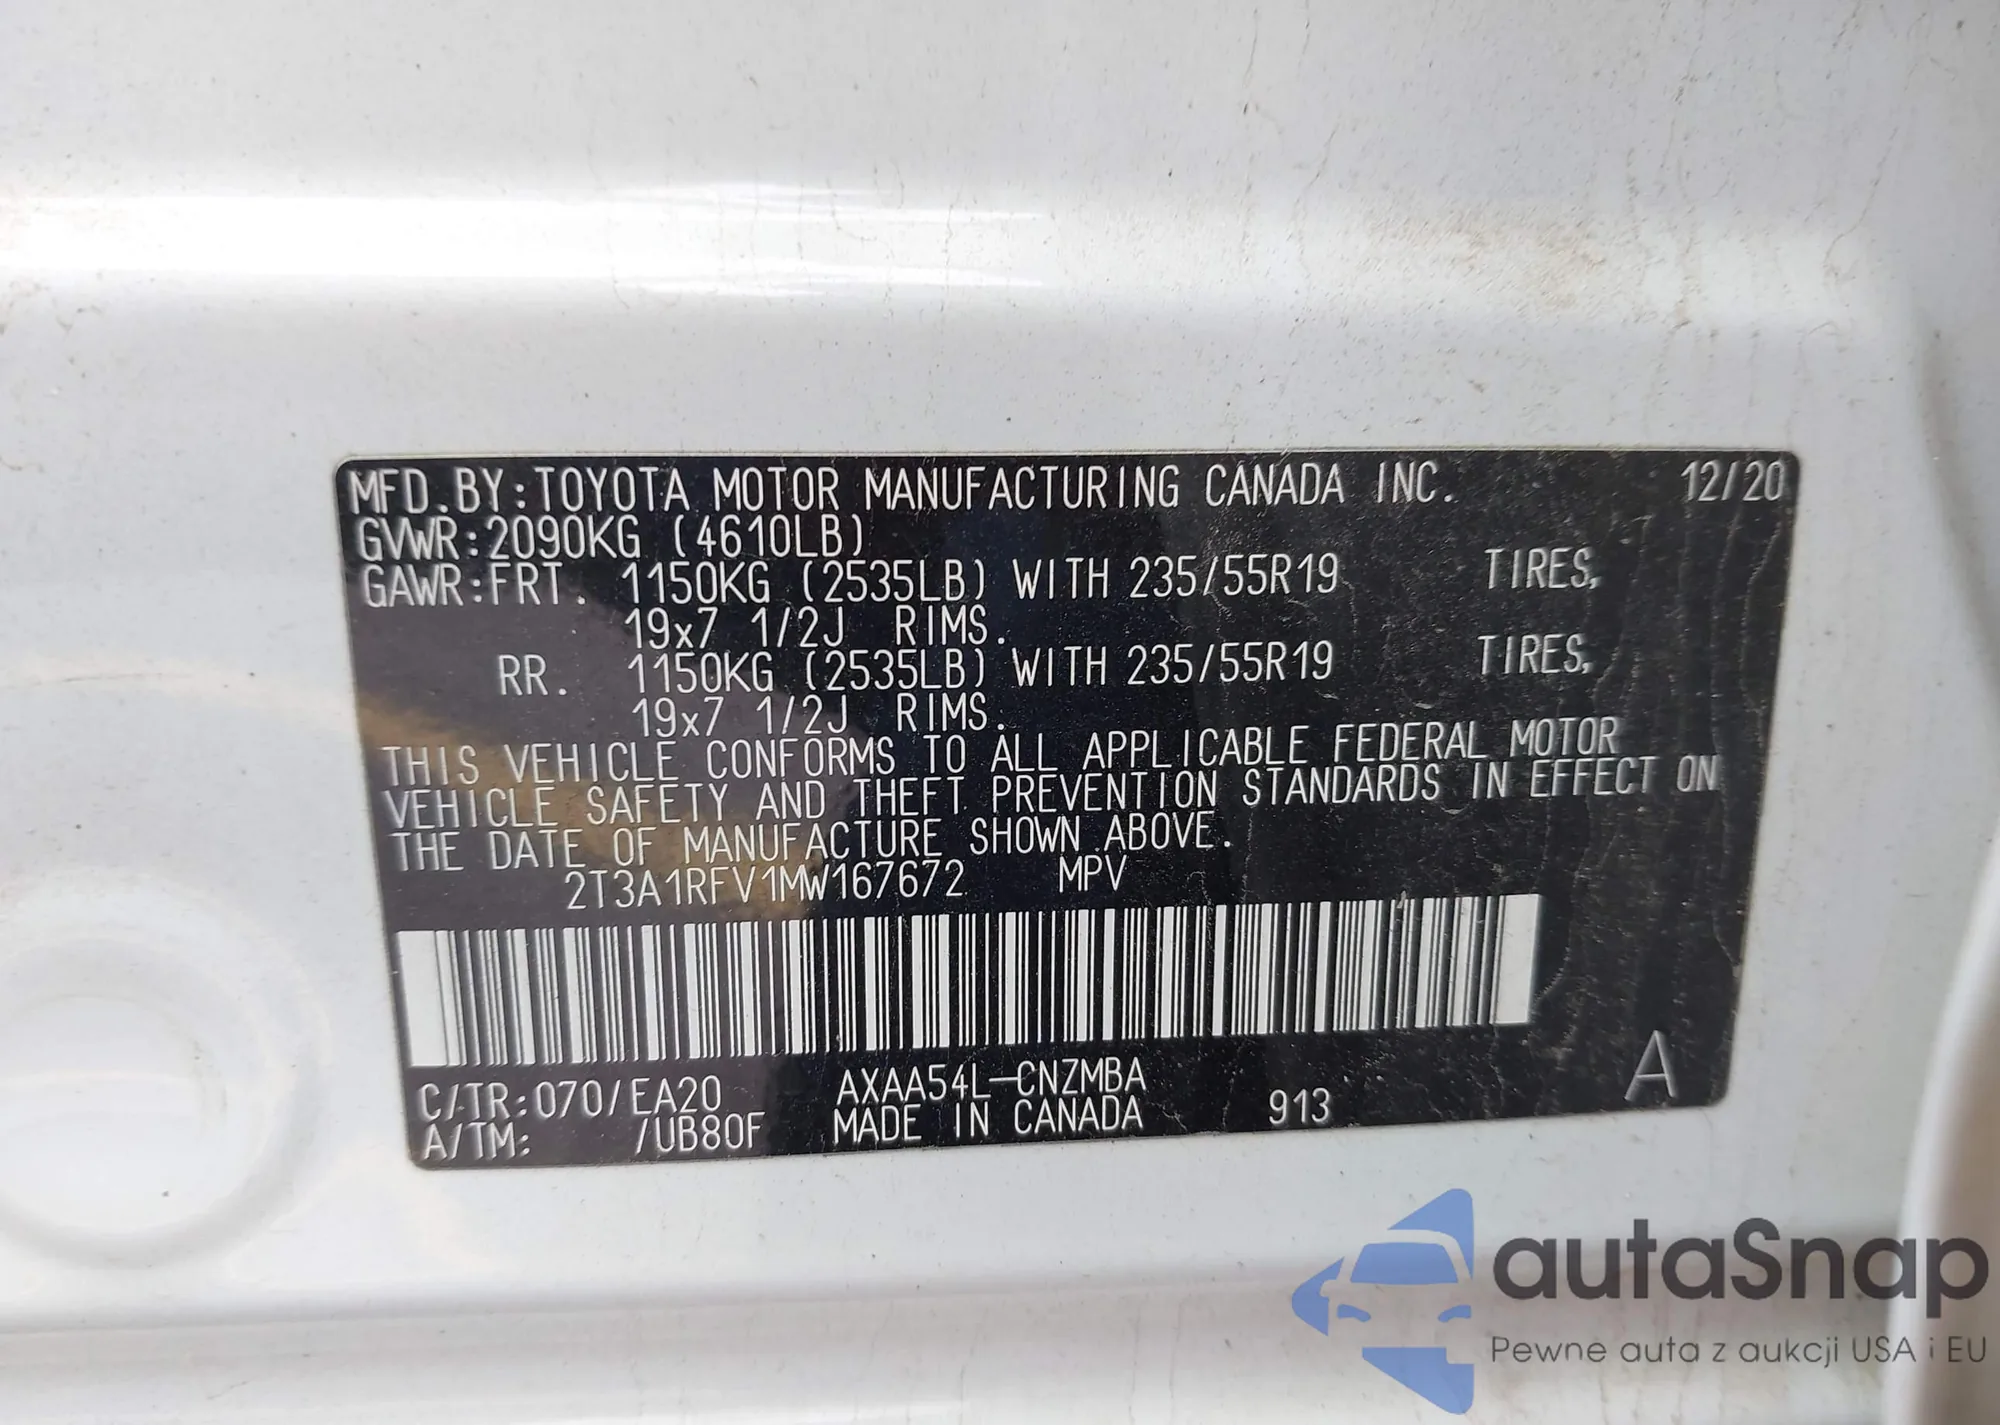 MFD.BY:TOYOTA MOTOR MANUFACTURING CANADA INC. 12/20
GVWR:2090KG (4610LB)
GAWR:FRT. 1150KG (2535LB) WITH 235/55R19 TIRES,
19x7 1/2J RIMS.
RR. 1150KG (2535LB) WITH 235/55R19 TIRES,
19x7 1/2J RIMS.
THIS VEHICLE CONFORMS TO ALL APPLICABLE FEDERAL MOTOR
VEHICLE SAFETY AND THEFT PREVENTION STANDARDS IN EFFECT ON
THE DATE OF MANUFACTURE SHOWN ABOVE.
2T3A1RFV1MW167672 MPV
C/TR:070/EA20 AXAA54L-CNZMBA A
A/TM: /UB80F MADE IN CANADA 913
autaSnap
Pewne auta z aukcji USA i EU